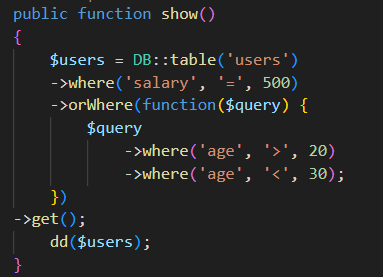 public function show()
{
    $users = DB::table('users')
    ->where('salary', '=', 500)
    ->orWhere(function($query) {
        $query
            ->where('age', '>', 20)
            ->where('age', '<', 30);
    })
->get();
    dd($users);
}